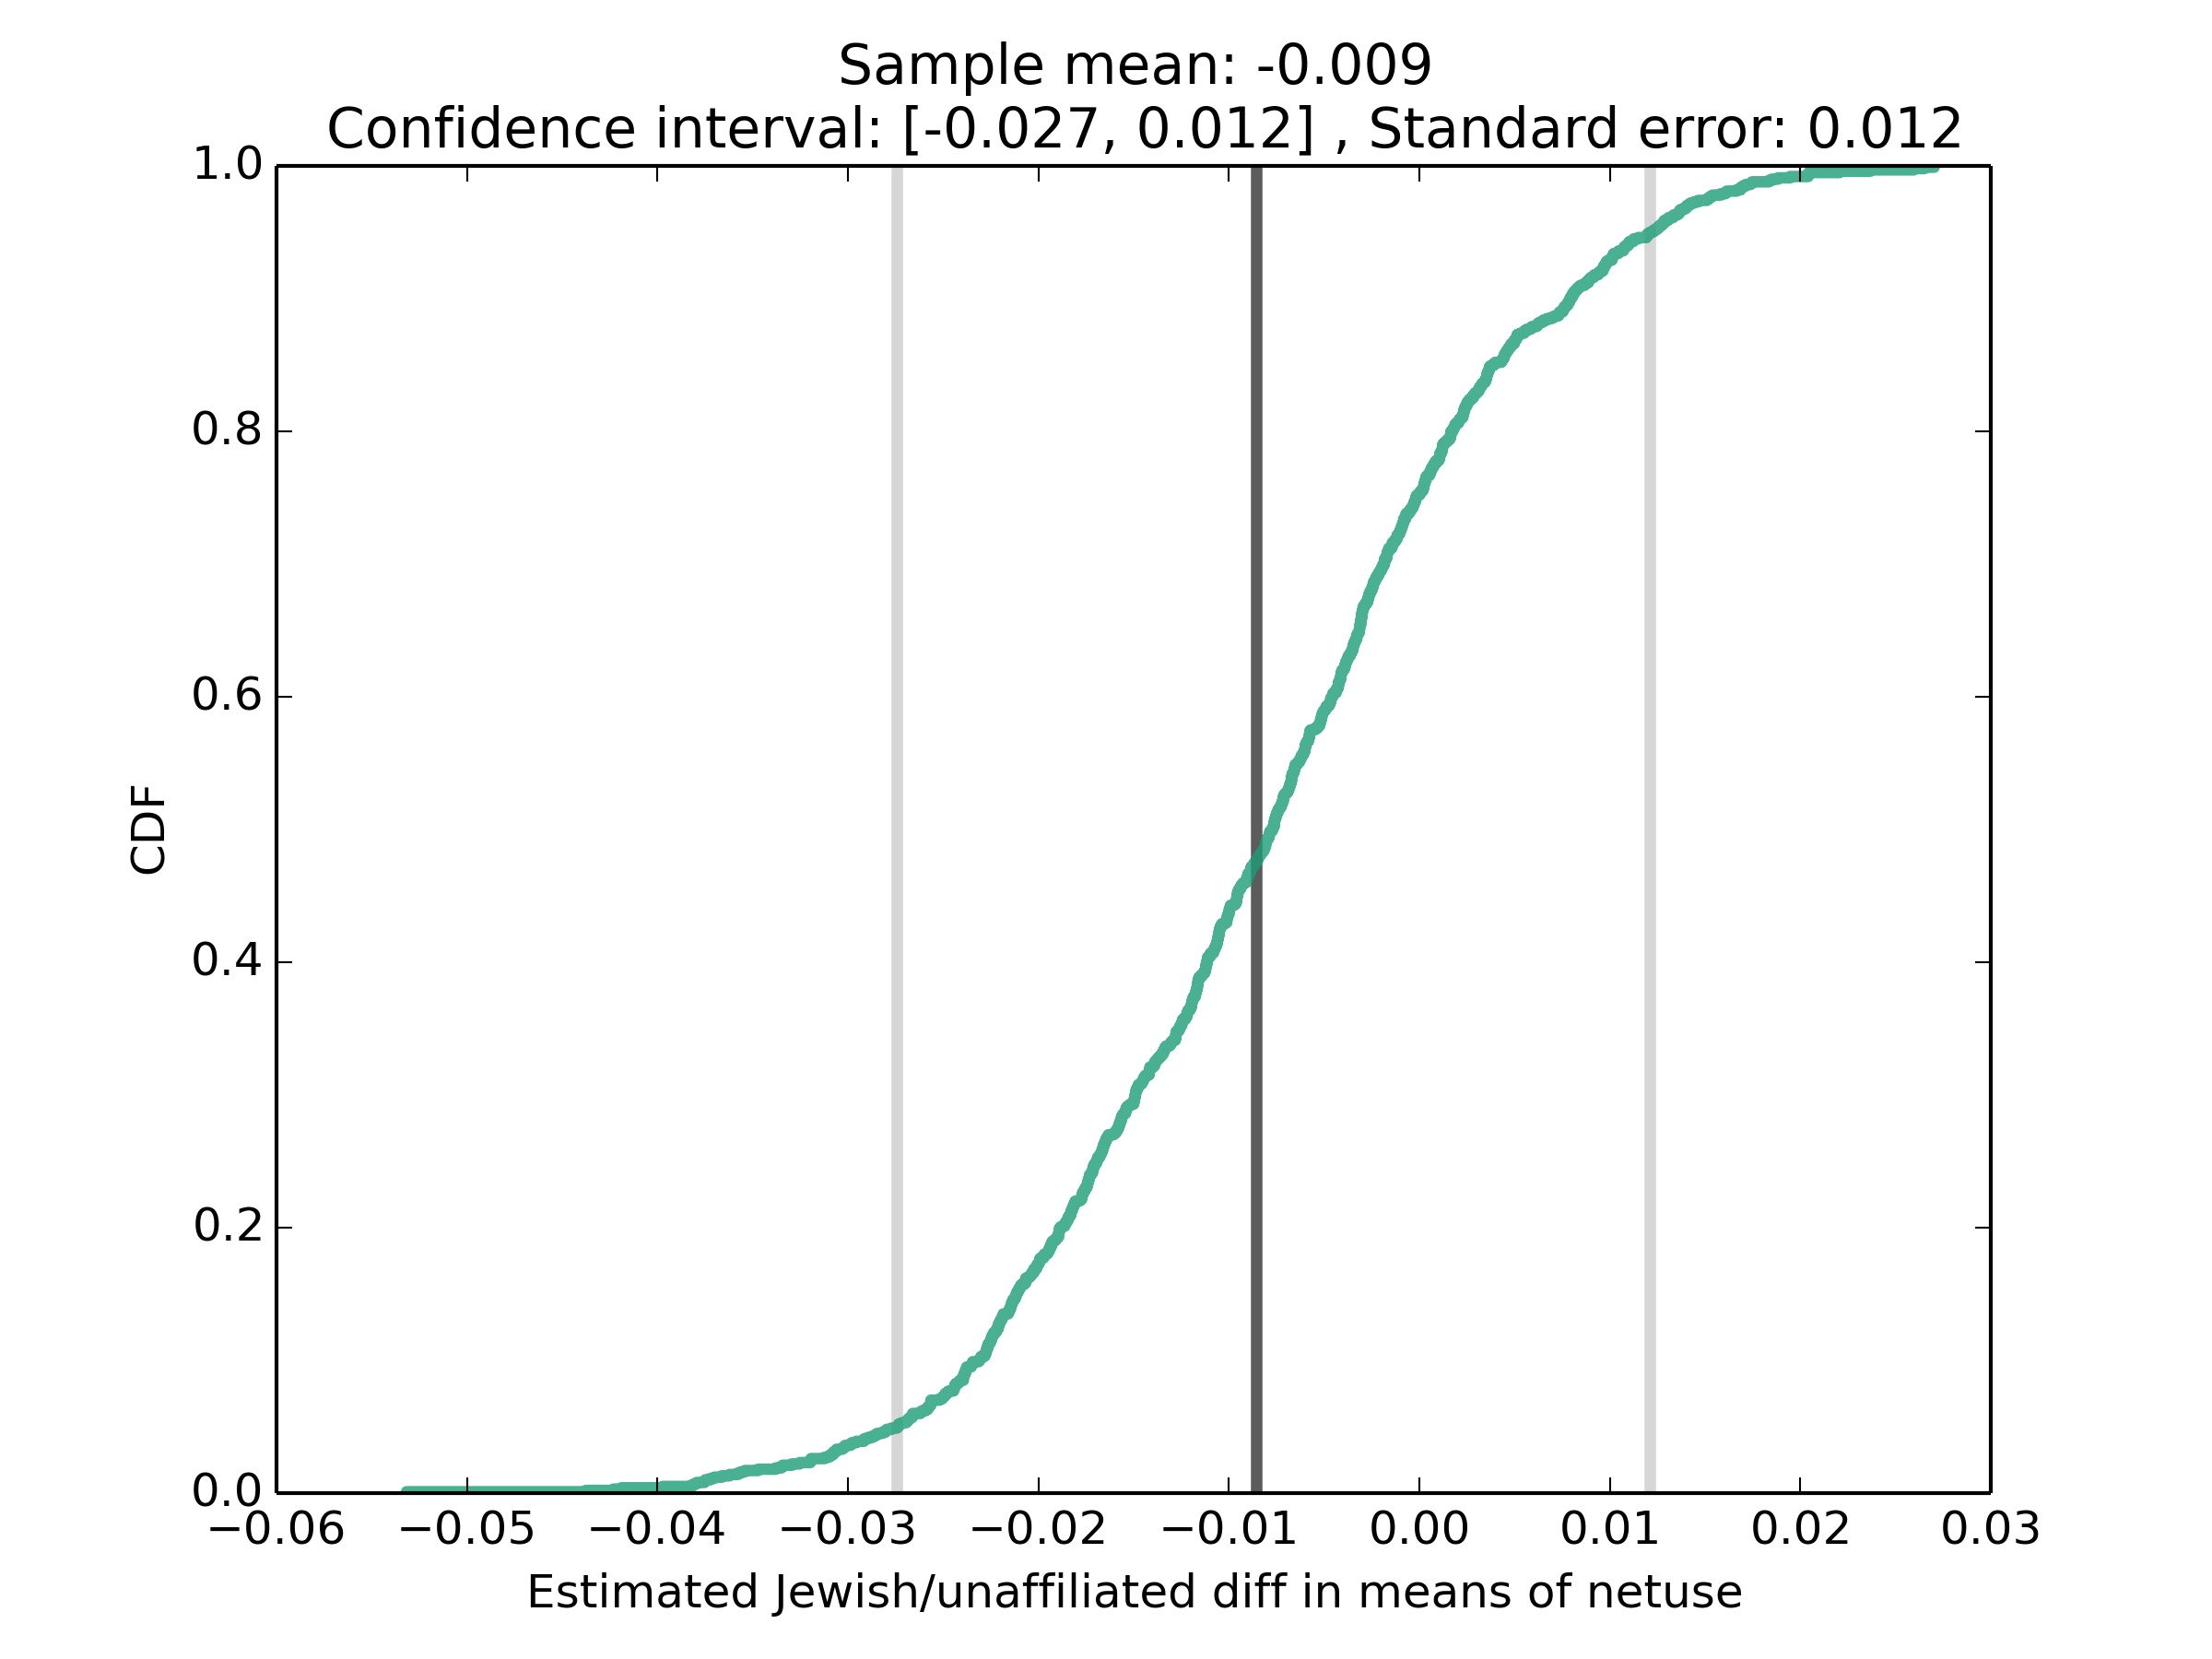 Sample mean: -0.009
Confidence interval: [-0.027, 0.012] , Standard error: 0.012
1.0
0.8
0.6
0.4
0.2
0.0
CDF
−0.06 −0.05 −0.04 −0.03 −0.02 −0.01 0.00 0.01 0.02 0.03
Estimated Jewish/unaffiliated diff in means of netuse